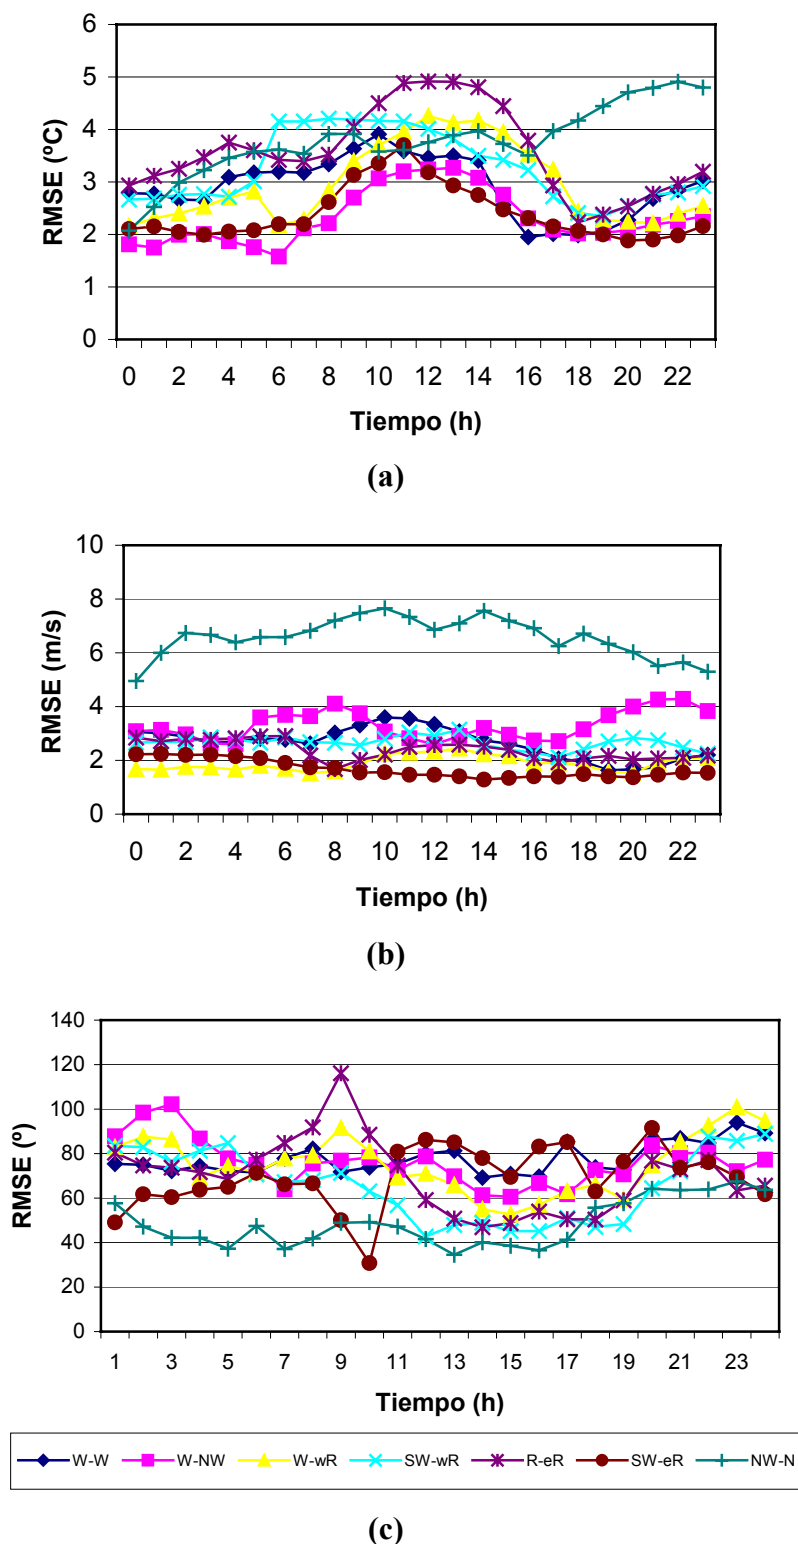 6
5
4
3
2
1
0
RMSE (ºC)
0 2 4 6 8 10 12 14 16 18 20 22
Tiempo (h)
(a)
10
8
6
4
2
0
RMSE (m/s)
0 2 4 6 8 10 12 14 16 18 20 22
Tiempo (h)
(b)
140
120
100
80
60
40
20
0
RMSE (º)
1 3 5 7 9 11 13 15 17 19 21 23
Tiempo (h)
W-W W-NW W-wR SW-wR R-eR SW-eR NW-N
(c)